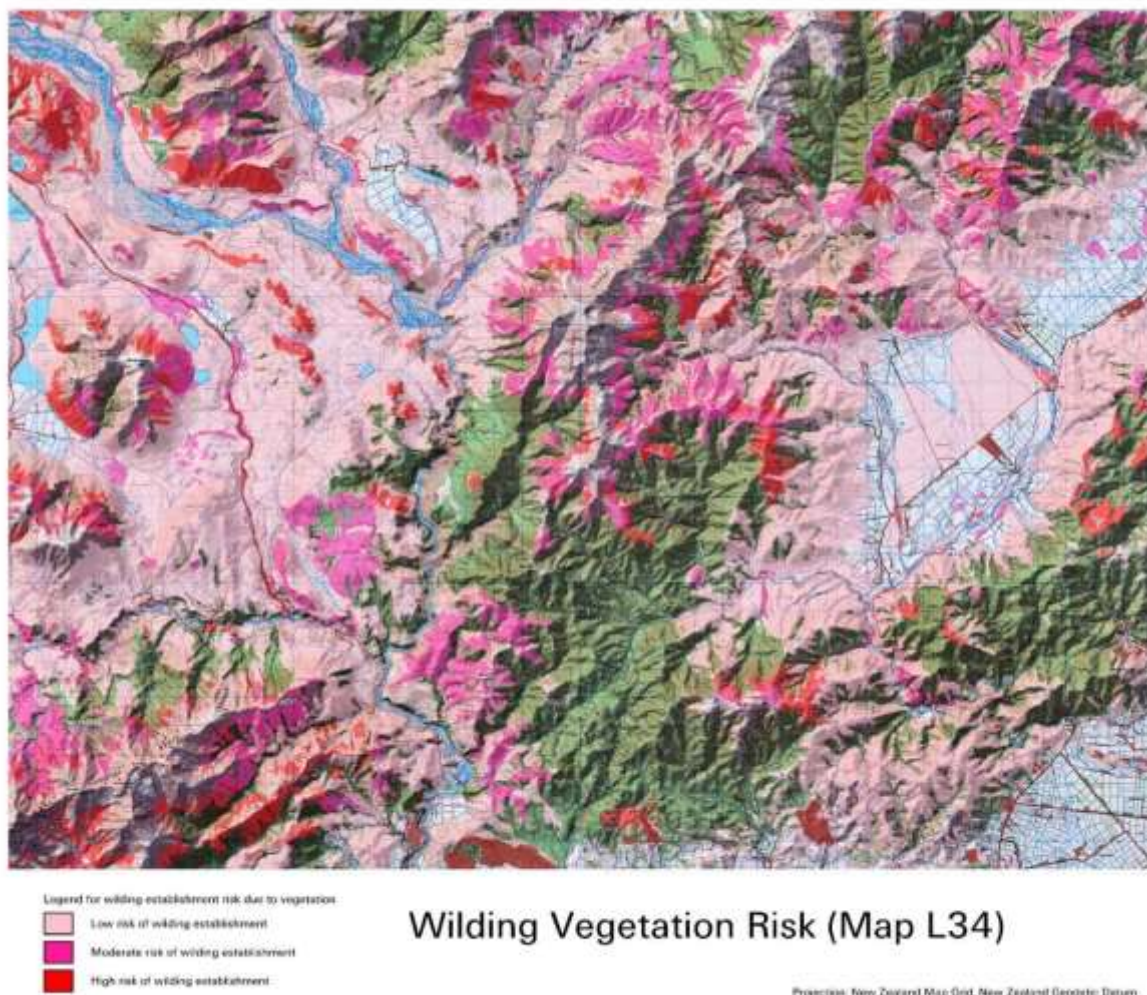 Legend for wilding establishment risk due to vegetation
Low risk of wilding establishment
Moderate risk of wilding establishment
High risk of wilding establishment
Wilding Vegetation Risk (Map L34)
Projection: New Zealand Map Grid, New Zealand Geodetic Datum